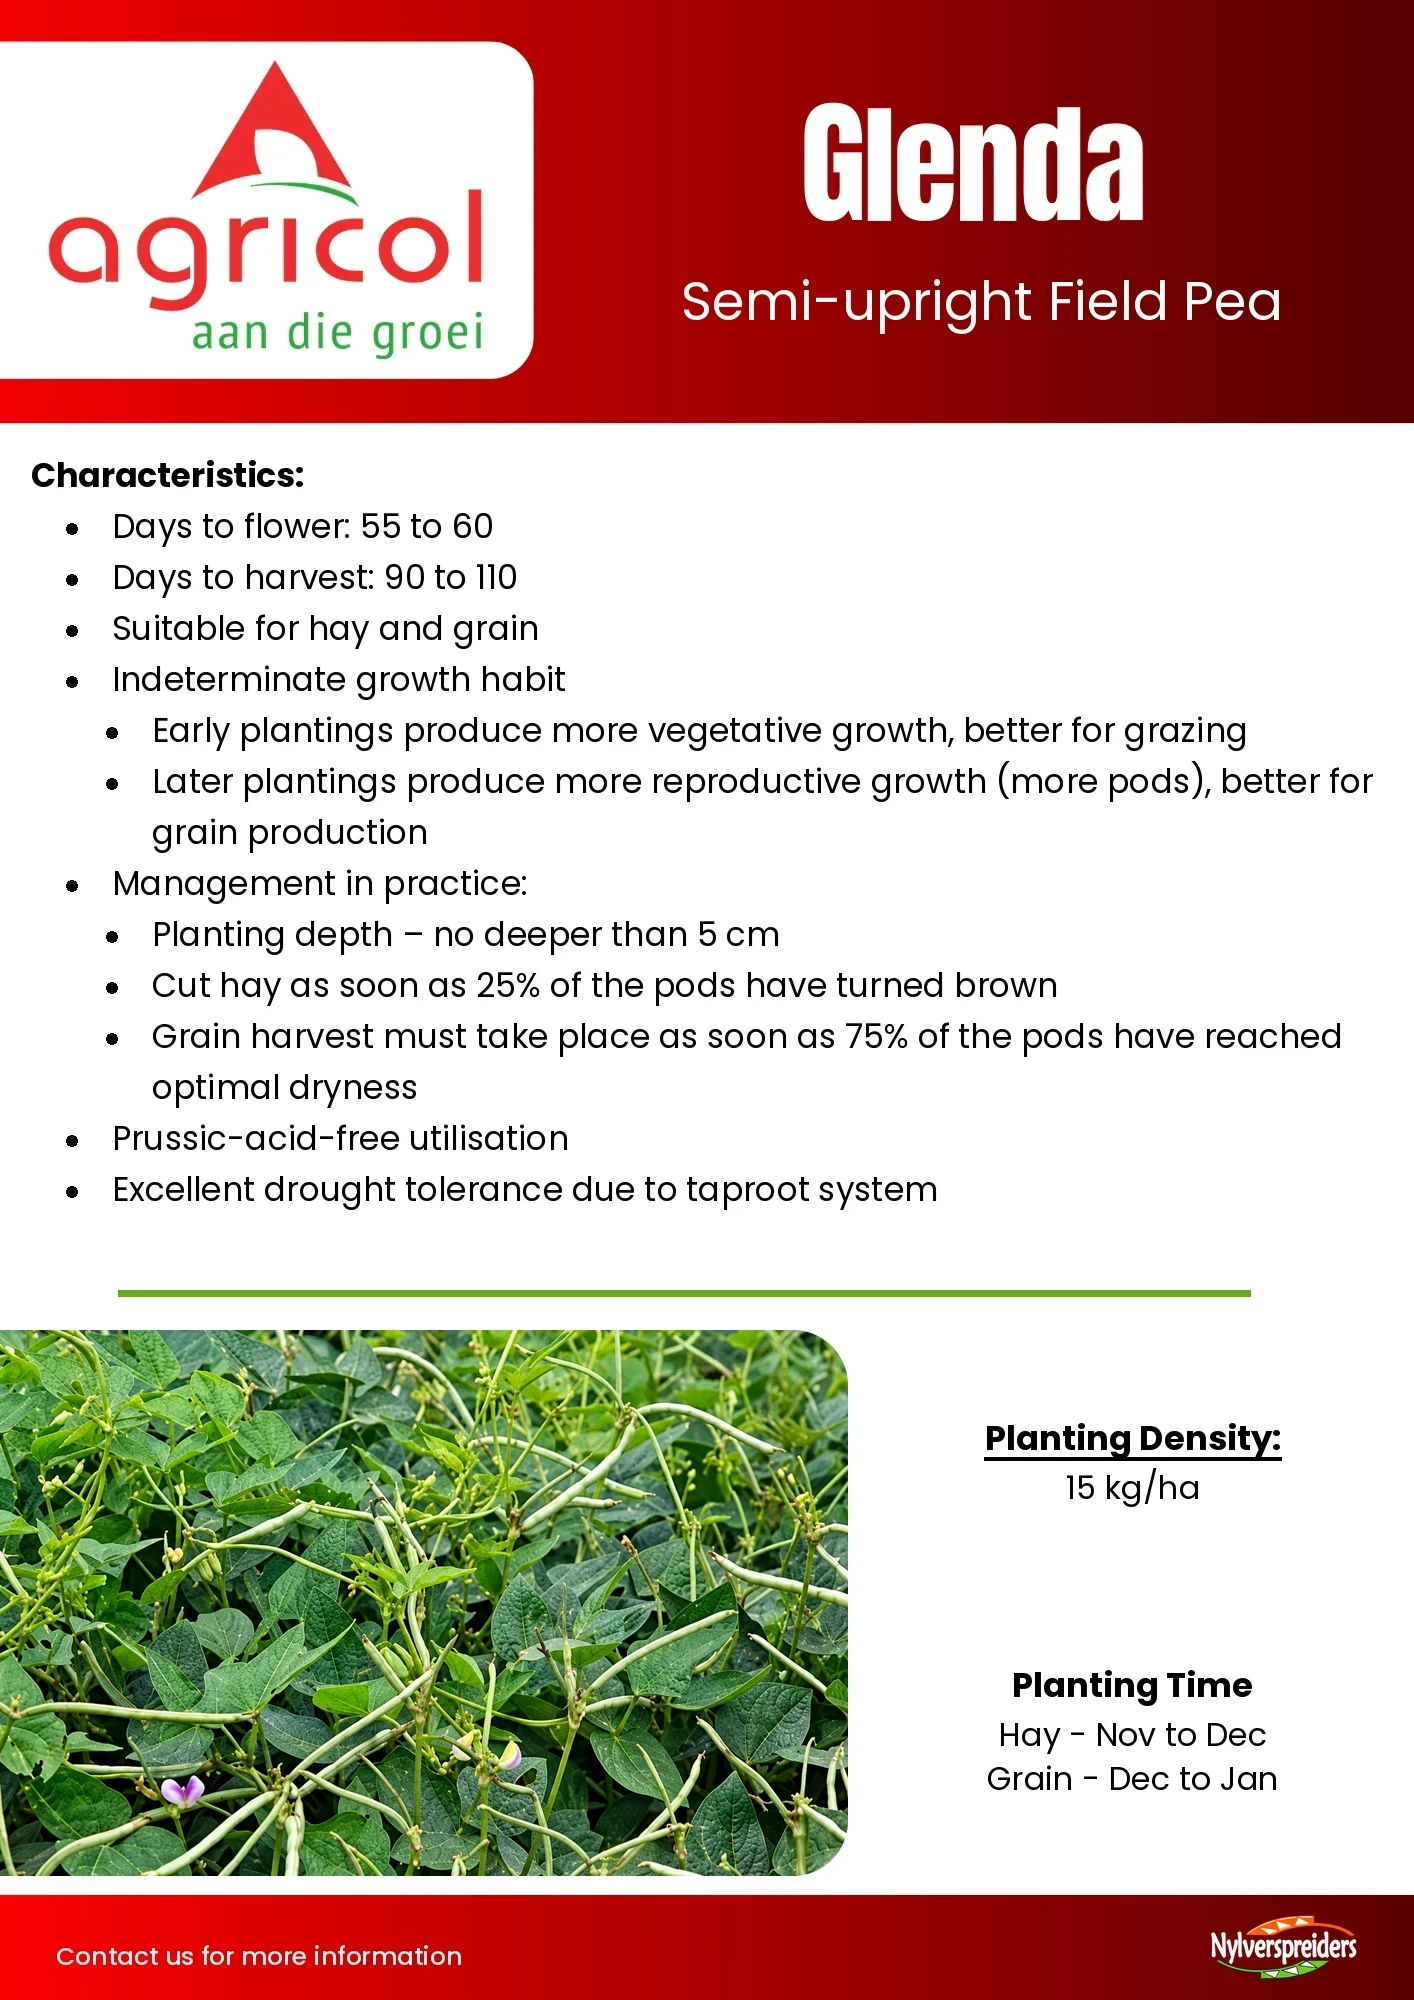 agricol
aan die groei
Glenda
Semi-upright Field Pea
Characteristics:
• Days to flower: 55 to 60
• Days to harvest: 90 to 110
• Suitable for hay and grain
• Indeterminate growth habit
• Early plantings produce more vegetative growth, better for grazing
• Later plantings produce more reproductive growth (more pods), better for
grain production
• Management in practice:
• Planting depth – no deeper than 5 cm
• Cut hay as soon as 25% of the pods have turned brown
• Grain harvest must take place as soon as 75% of the pods have reached
optimal dryness
• Prussic-acid-free utilisation
• Excellent drought tolerance due to taproot system
Planting Density:
15 kg/ha
Planting Time
Hay - Nov to Dec
Grain - Dec to Jan
Contact us for more information
Nylverspreiders